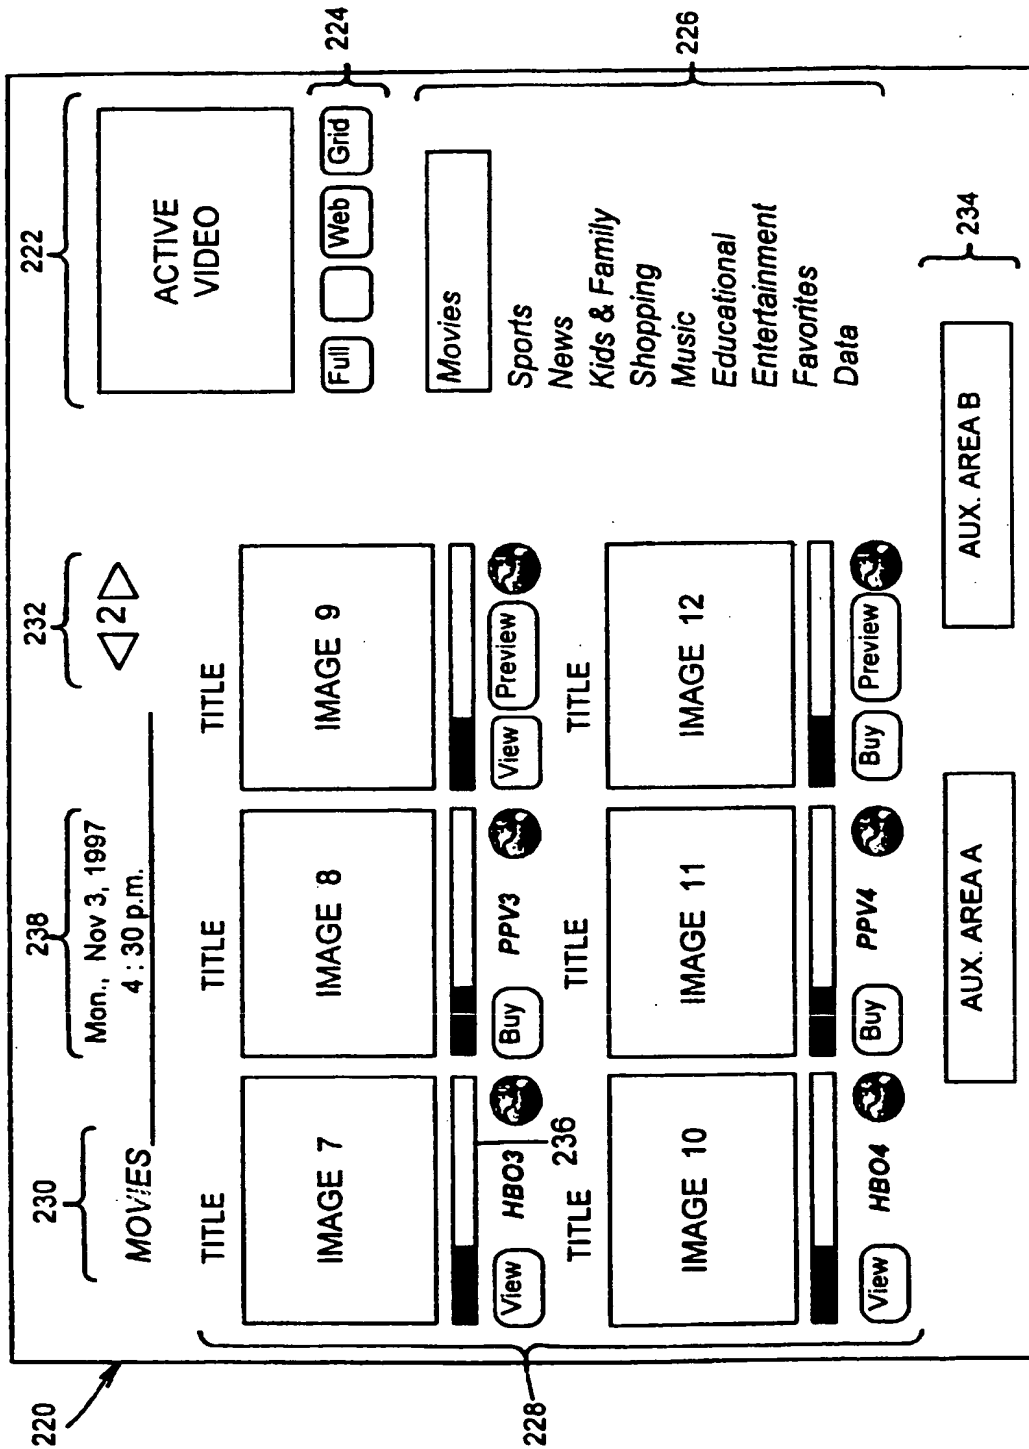 220
230
238
232
222
MOVIES
Mon., Nov 3, 1997
4 : 30 p.m.
2
ACTIVE
VIDEO
224
Full
Web
Grid
226
Movies
Sports
News
Kids & Family
Shopping
Music
Educational
Entertainment
Favorites
Data
228
TITLE
TITLE
TITLE
IMAGE 7
IMAGE 8
IMAGE 9
View HBO3
Buy PPV3
View Preview
236
TITLE
TITLE
TITLE
IMAGE 10
IMAGE 11
IMAGE 12
View HBO4
Buy PPV4
Buy Preview
AUX. AREA A
AUX. AREA B
234